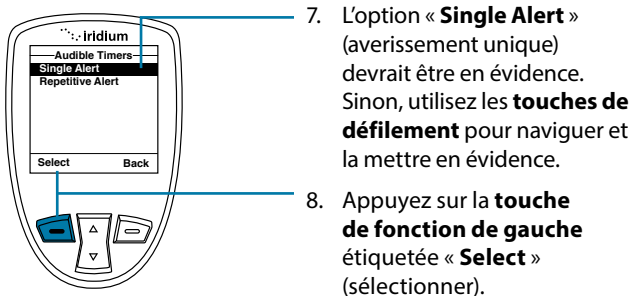 iridium
Audible Timers
Single Alert
Repetitive Alert
Select Back
7. L'option « Single Alert »
(averissement unique)
devrait être en évidence.
Sinon, utilisez les touches de
défilement pour naviguer et
la mettre en évidence.
8. Appuyez sur la touche
de fonction de gauche
étiquetée « Select »
(sélectionner).